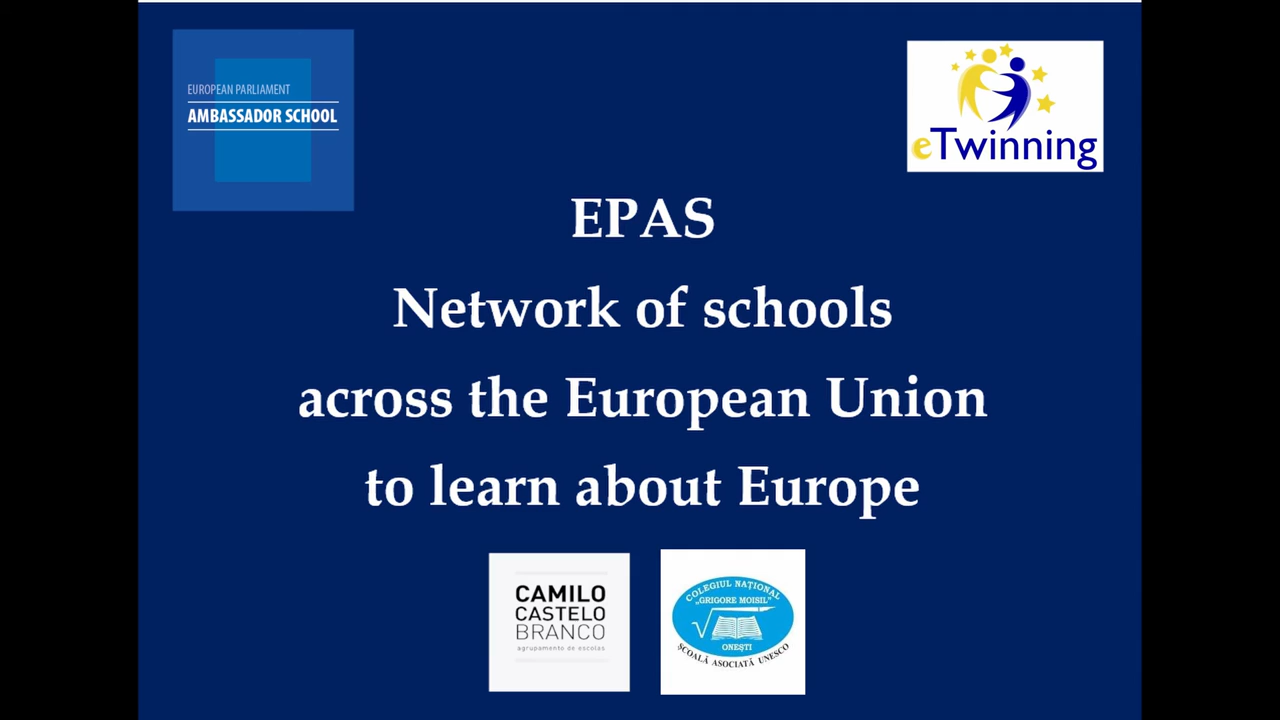 EUROPEAN PARLIAMENT
AMBASSADOR SCHOOL
eTwinning
EPAS
Network of schools
across the European Union
to learn about Europe
CAMILO
CASTELO
BRANCO
agrupamento de escolas
COLEGIUL NAȚIONAL
„GRIGORE MOISIL”
ONEȘTI
ȘCOALĂ ASOCIATĂ UNESCO